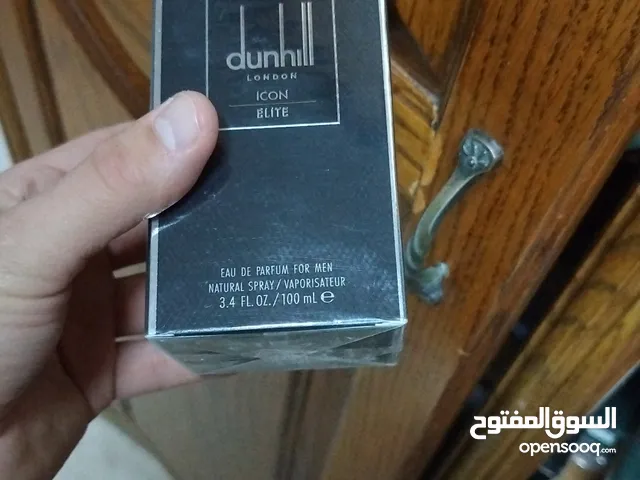 dunhill
LONDON
ICON
ELITE
EAU DE PARFUM FOR MEN
NATURAL SPRAY/VAPORISATEUR
3.4 FL.OZ./100 mL ℮
السوق المفتوح
opensooq.com